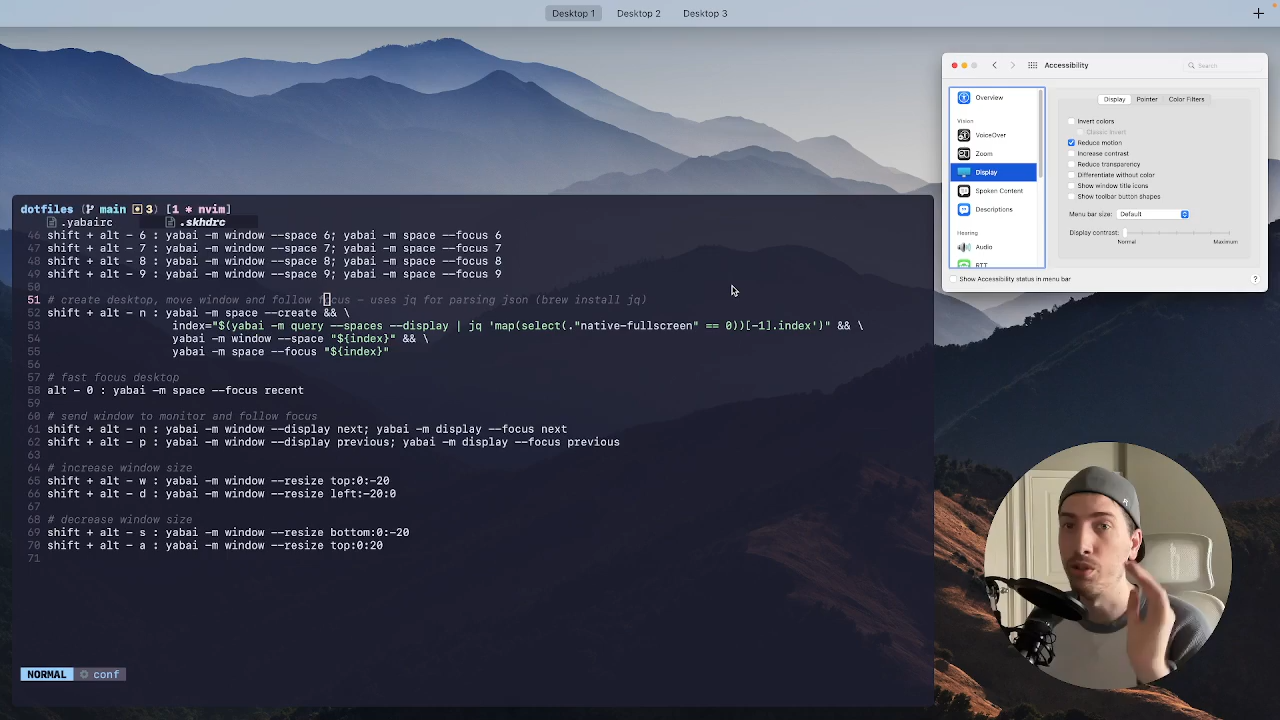 Desktop 1
Desktop 2
Desktop 3
Accessibility
Search
Overview
Vision
VoiceOver
Zoom
Display
Spoken Content
Descriptions
Hearing
Audio
RTT
Display
Pointer
Color Filters
Invert colors
Classic Invert
Reduce motion
Increase contrast
Reduce transparency
Differentiate without color
Show window title icons
Show toolbar button shapes
Menu bar size: Default
Display contrast:
Normal
Maximum
Show Accessibility status in menu bar
?
dotfiles ( main 3) [1 * nvim]
.yabairc
.skhdrc
46 shift + alt - 6 : yabai -m window --space 6; yabai -m space --focus 6
47 shift + alt - 7 : yabai -m window --space 7; yabai -m space --focus 7
48 shift + alt - 8 : yabai -m window --space 8; yabai -m space --focus 8
49 shift + alt - 9 : yabai -m window --space 9; yabai -m space --focus 9
50
51 # create desktop, move window and follow focus - uses jq for parsing json (brew install jq)
52 shift + alt - n : yabai -m space --create && \
53 index="$(yabai -m query --spaces --display | jq 'map(select(."native-fullscreen" == 0))[-1].index')" && \
54 yabai -m window --space "${index}" && \
55 yabai -m space --focus "${index}"
56
57 # fast focus desktop
58 alt - 0 : yabai -m space --focus recent
59
60 # send window to monitor and follow focus
61 shift + alt - n : yabai -m window --display next; yabai -m display --focus next
62 shift + alt - p : yabai -m window --display previous; yabai -m display --focus previous
63
64 # increase window size
65 shift + alt - w : yabai -m window --resize top:0:-20
66 shift + alt - d : yabai -m window --resize left:-20:0
67
68 # decrease window size
69 shift + alt - s : yabai -m window --resize bottom:0:-20
70 shift + alt - a : yabai -m window --resize top:0:20
71
NORMAL
conf